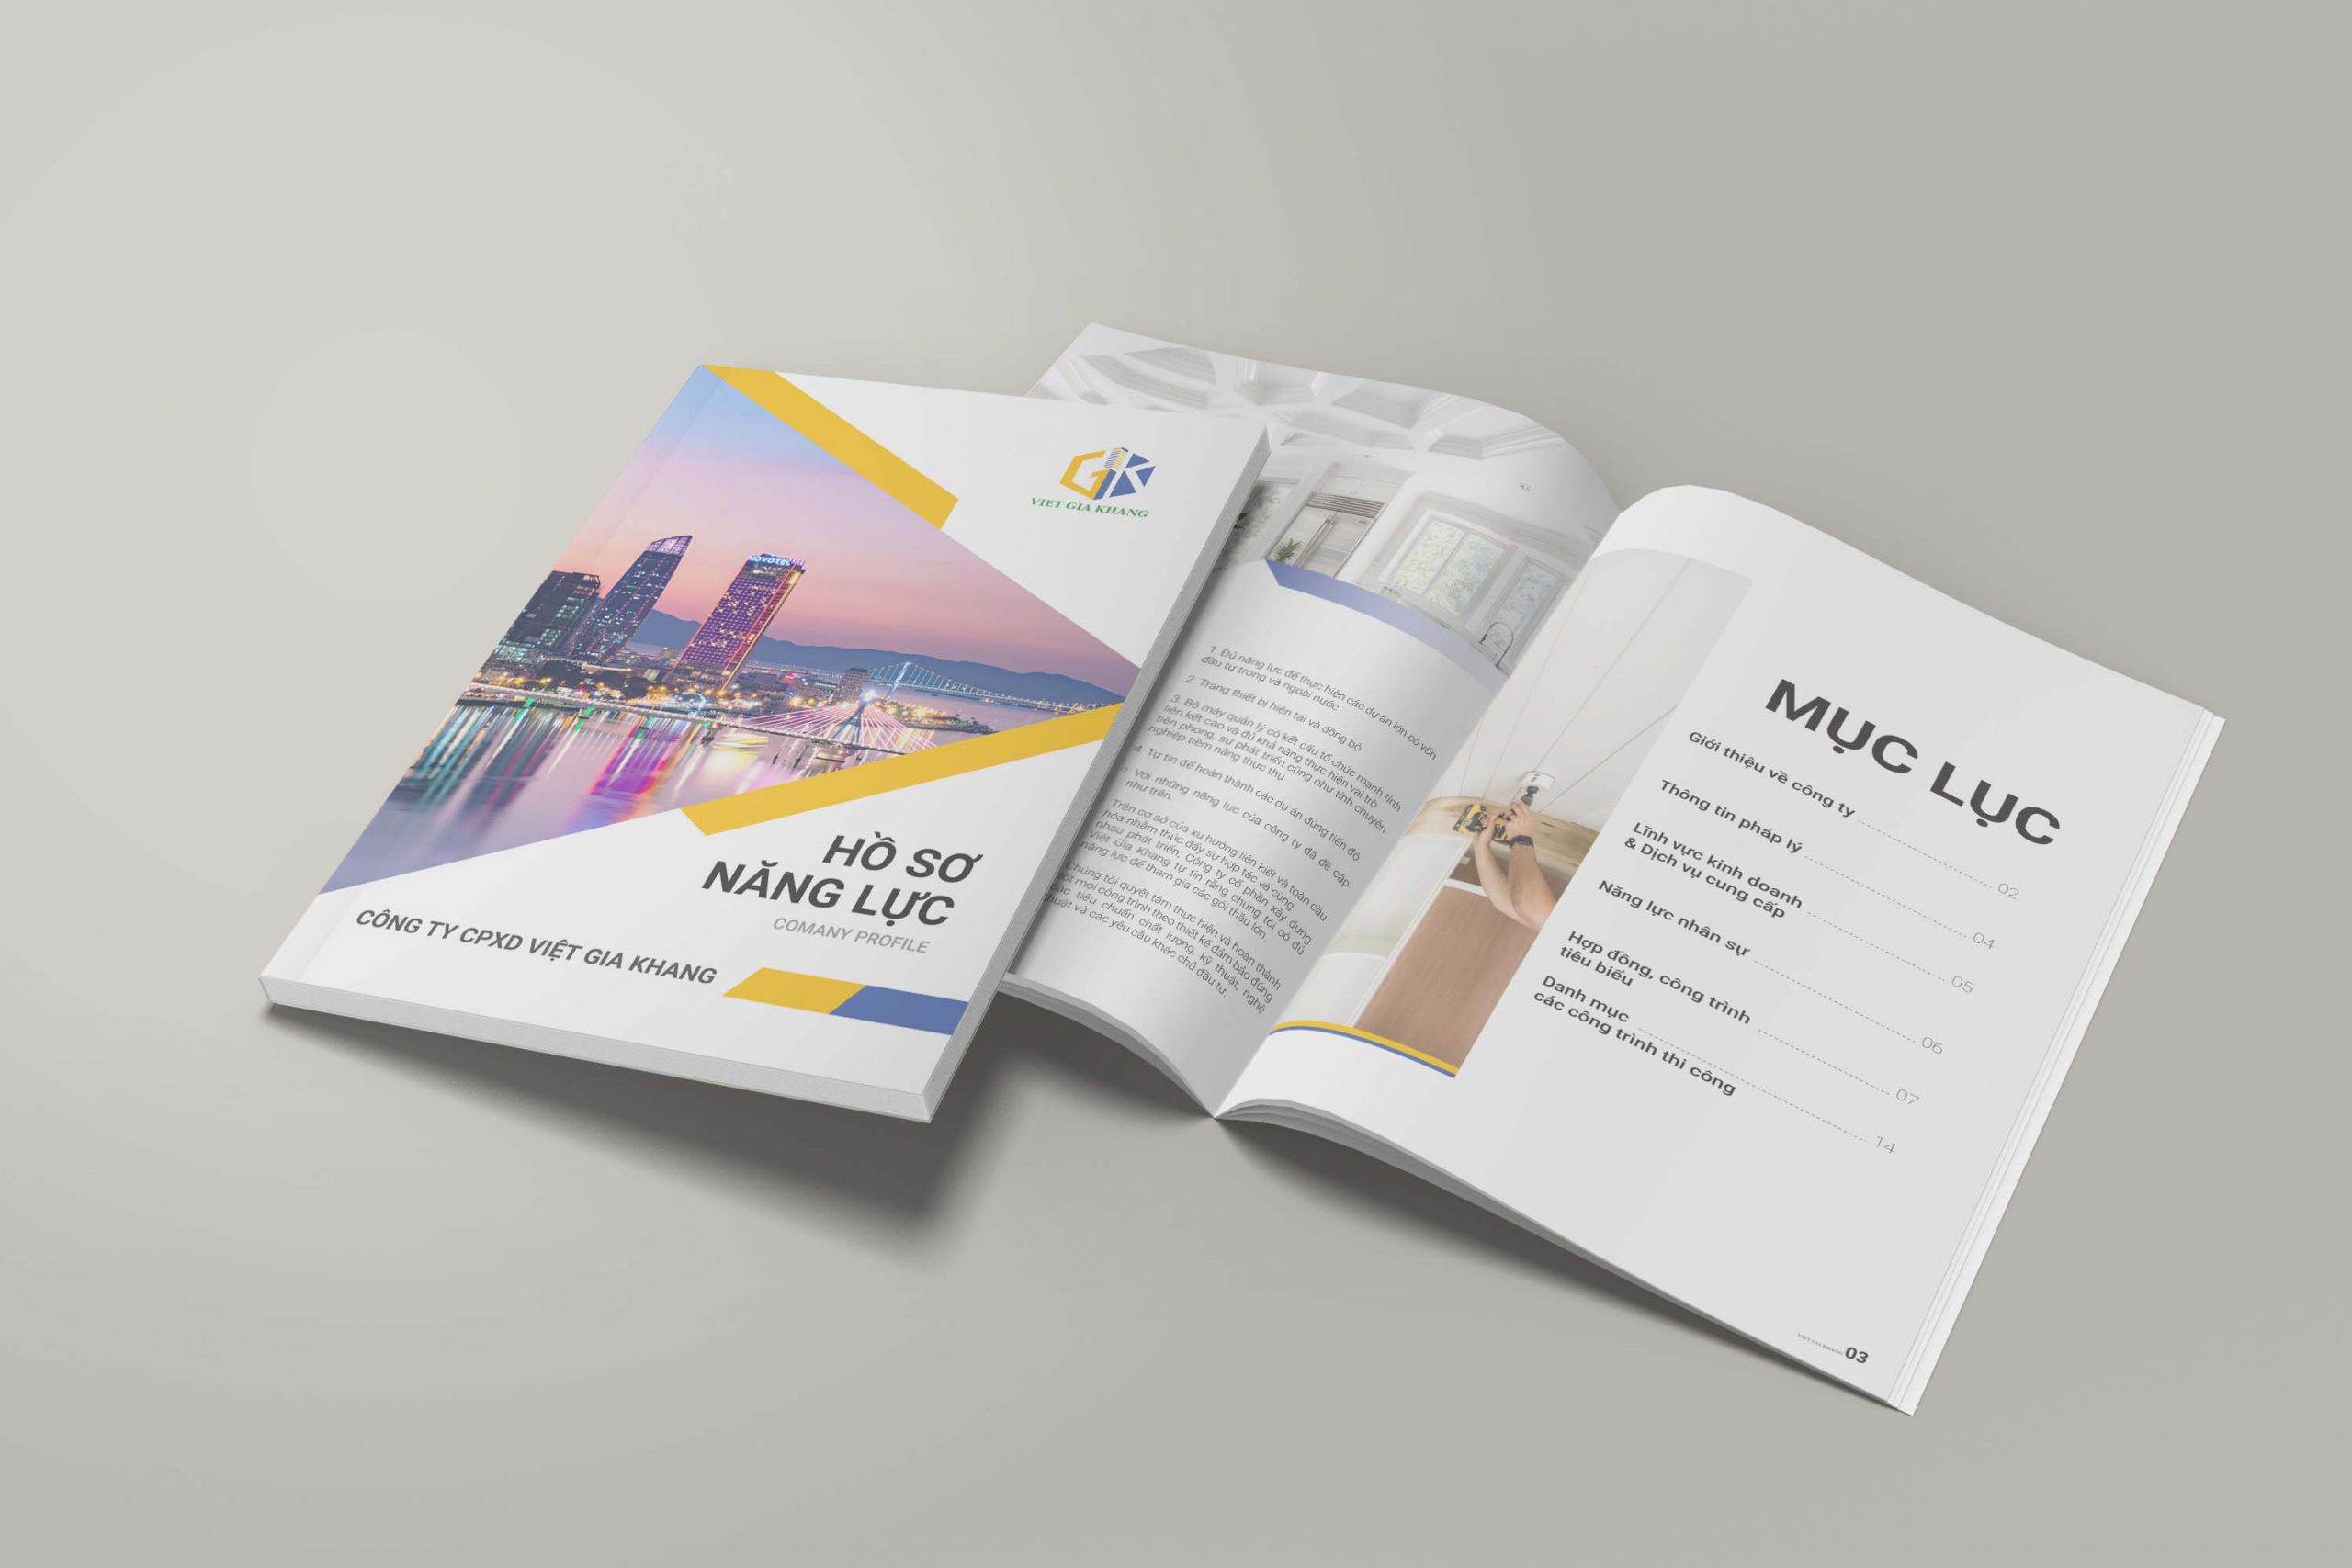 GK
VIET GIA KHANG
NOVOTEL
HỒ SƠ
NĂNG LỰC
COMANY PROFILE
CÔNG TY CPXD VIỆT GIA KHANG
1. Đủ năng lực để thực hiện các dự án lớn có vốn
đầu tư trong và ngoài nước.
2. Trang thiết bị hiện tại và đồng bộ
3. Bộ máy quản lý có kết cấu tổ chức mạnh tính
liên kết cao và đủ khả năng thực hiện vai trò
tiên phong, sự phát triển cũng như tính chuyên
nghiệp tiềm năng thực thụ
4. Tự tin để hoàn thành các dự án đúng tiến độ.
Với những năng lực của công ty đã đề cập
như trên.
Trên cơ sở của xu hướng liên kiết và toàn cầu
hóa nhằm thúc đẩy sự hợp tác và cùng
nhau phát triển. Công ty cổ phần xây dựng
Việt Gia Khang tự tin rằng chúng tôi có đủ
năng lực để tham gia các gói thầu lớn.
Chúng tôi quyết tâm thực hiện và hoàn thành
tốt mọi công trình theo thiết kế đảm bảo đúng
các tiêu chuẩn chất lượng, kỹ thuật, nghệ
thuật và các yêu cầu khác chủ đầu tư.
MỤC LỤC
Giới thiệu về công ty 02
Thông tin pháp lý 04
Lĩnh vực kinh doanh
& Dịch vụ cung cấp 05
Năng lực nhân sự 06
Hợp đồng, công trình
tiêu biểu 07
Danh mục
các công trình thi công 14
VIET GIA KHANG 03